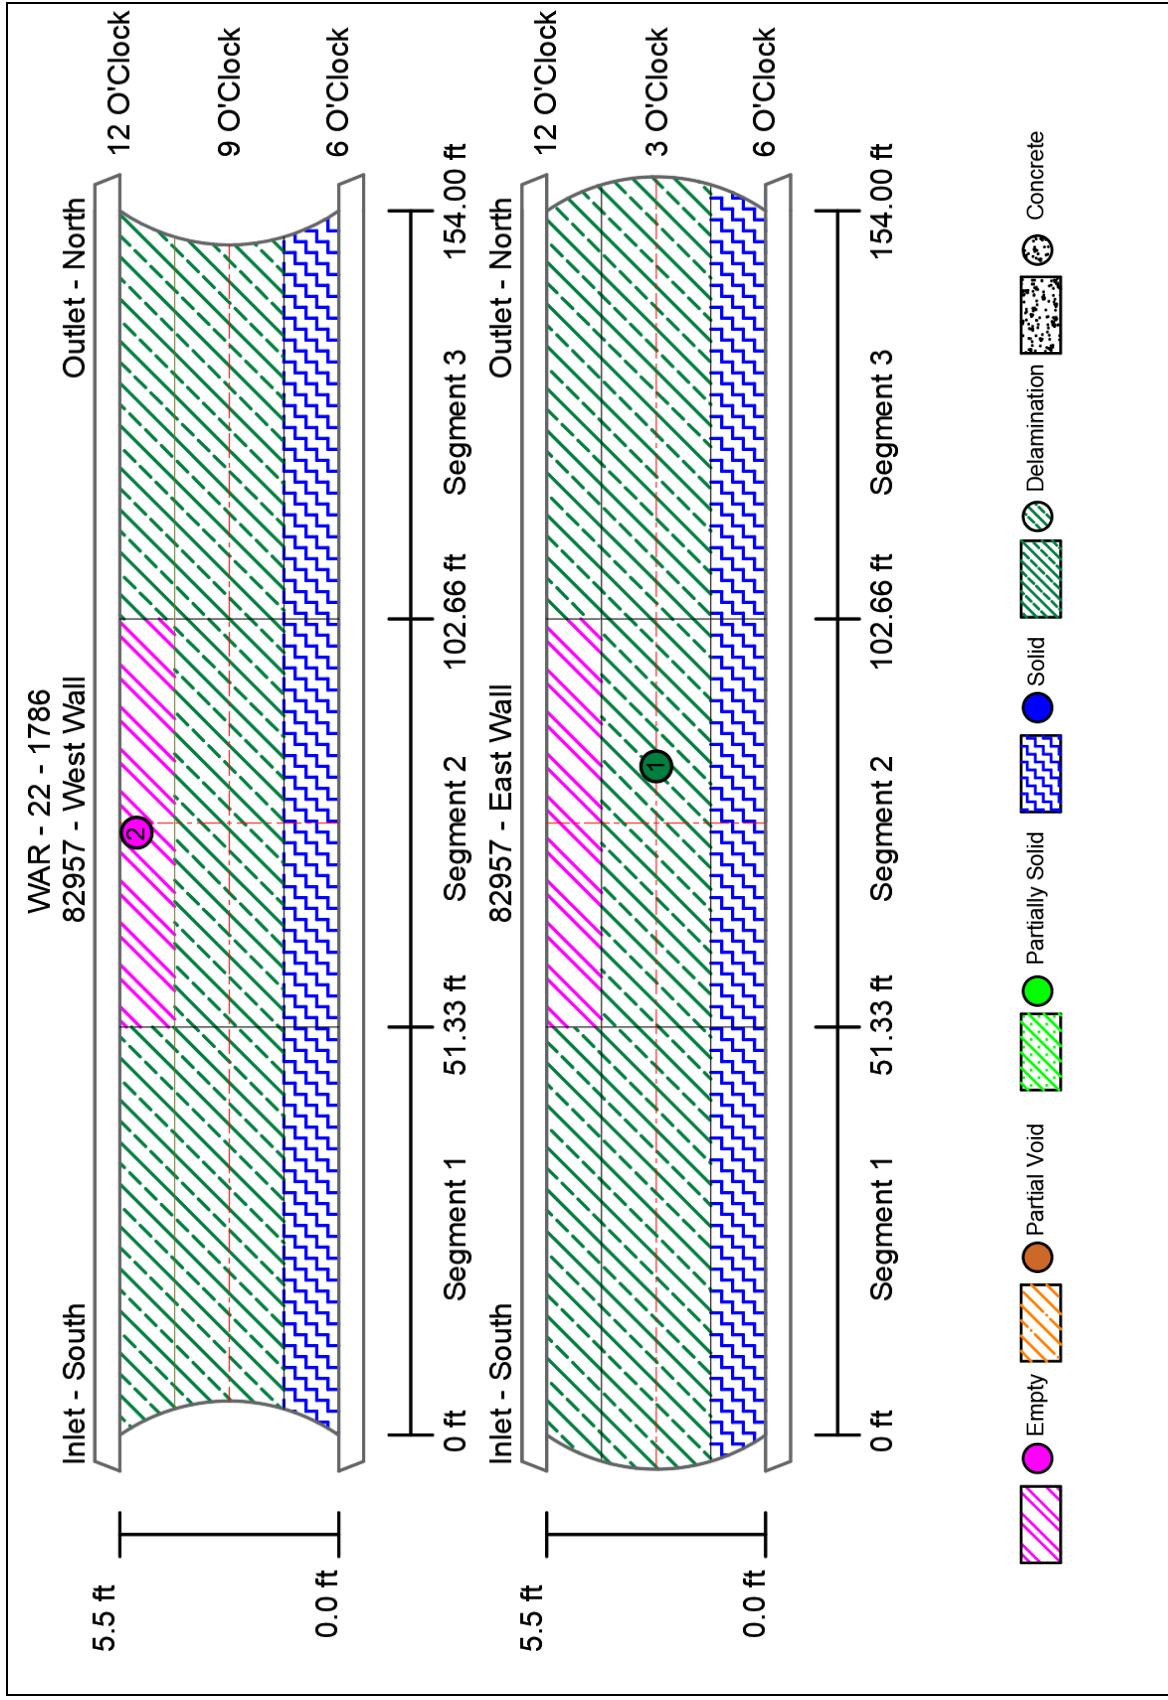 WAR - 22 - 1786
82957 - West Wall
Inlet - South
Outlet - North
12 O'Clock
9 O'Clock
6 O'Clock
5.5 ft
0.0 ft
2
0 ft
51.33 ft
102.66 ft
154.00 ft
Segment 1
Segment 2
Segment 3
82957 - East Wall
Inlet - South
Outlet - North
12 O'Clock
3 O'Clock
6 O'Clock
5.5 ft
0.0 ft
1
0 ft
51.33 ft
102.66 ft
154.00 ft
Segment 1
Segment 2
Segment 3
Empty
Partial Void
Partially Solid
Solid
Delamination
Concrete